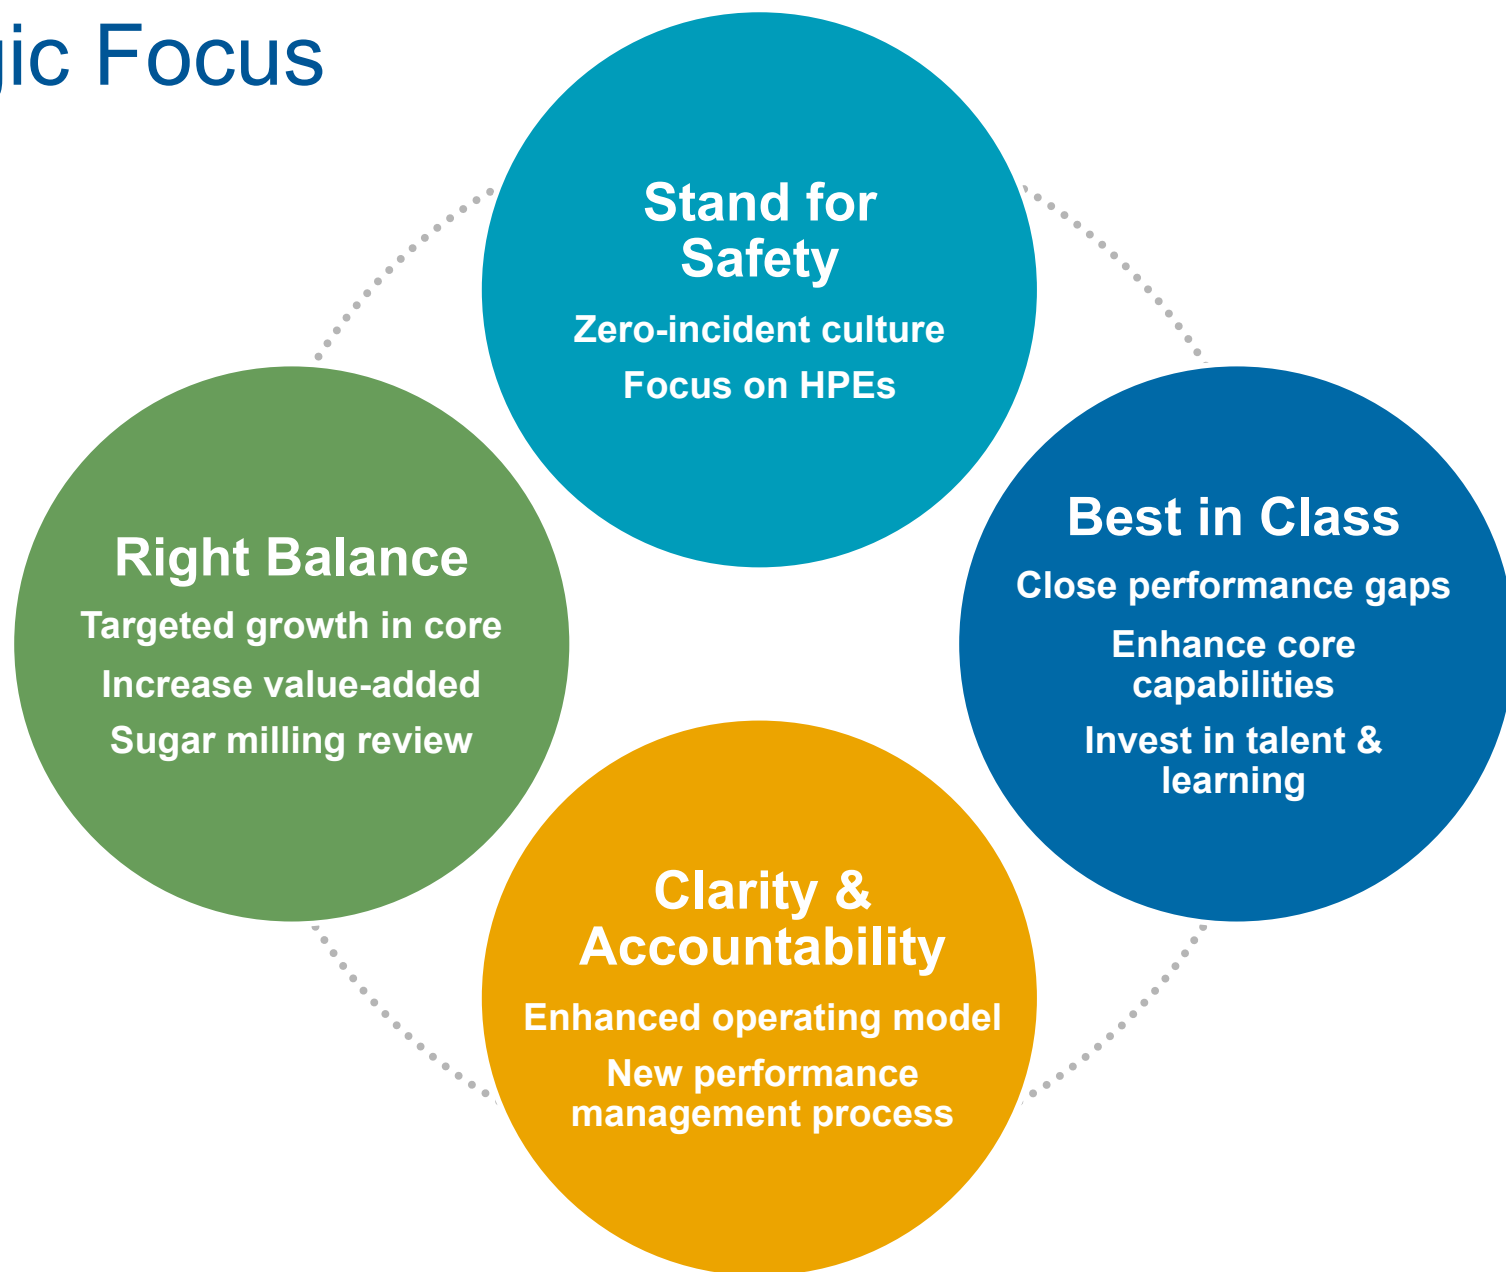 gic Focus
Stand for
Safety
Zero-incident culture
Focus on HPEs
Right Balance
Targeted growth in core
Increase value-added
Sugar milling review
Best in Class
Close performance gaps
Enhance core
capabilities
Invest in talent &
learning
Clarity &
Accountability
Enhanced operating model
New performance
management process